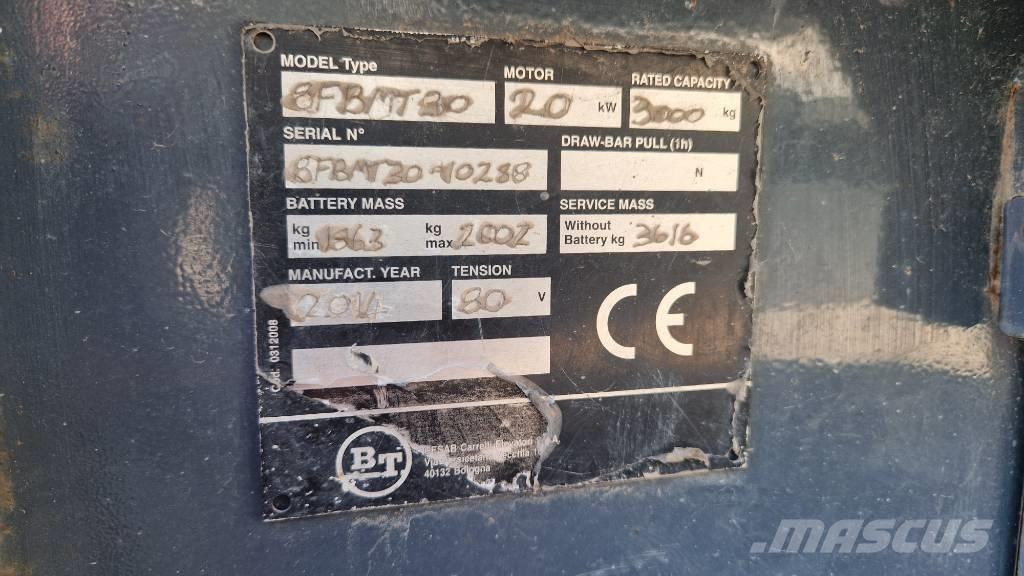 MODEL Type MOTOR RATED CAPACITY
8FBMT30 20 kW 3000 kg
SERIAL N° DRAW-BAR PULL (1h)
8FBMT30-10288 N
BATTERY MASS SERVICE MASS
kg min 1563 kg max 2002 Without Battery kg 3616
MANUFACT. YEAR TENSION
2014 80 V
CE
Cod. 0312008
BT
CESAB Carrelli
40132 Bologna
MASCUS